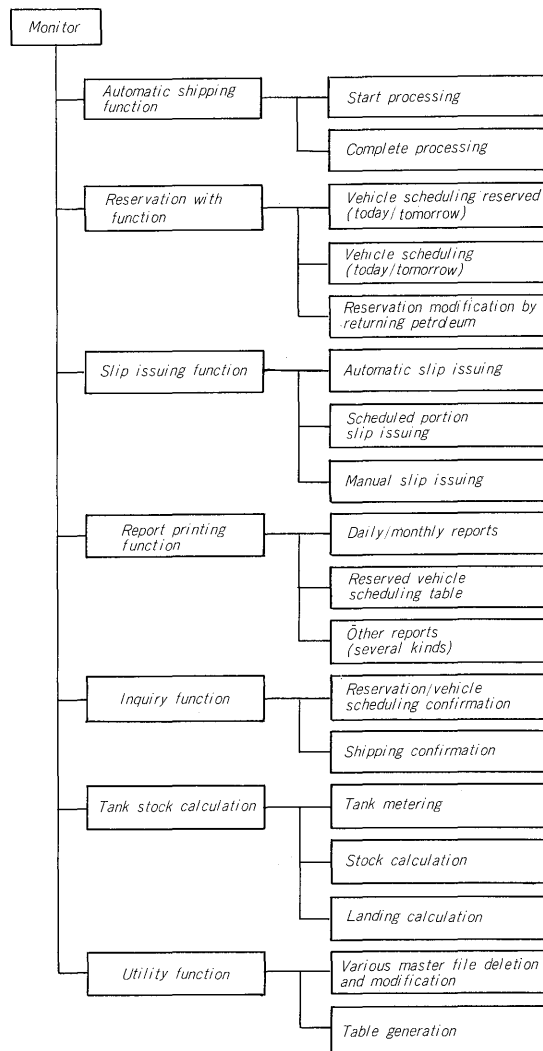 Monitor
Automatic shipping
function
Start processing
Complete processing
Reservation with
function
Vehicle scheduling reserved
(today/tomorrow)
Vehicle scheduling
(today/tomorrow)
Reservation modification by
returning petroleum
Slip issuing function
Automatic slip issuing
Scheduled portion
slip issuing
Manual slip issuing
Report printing
function
Daily/monthly reports
Reserved vehicle
scheduling table
Other reports
(several kinds)
Inquiry function
Reservation/vehicle
scheduling confirmation
Shipping confirmation
Tank stock calculation
Tank metering
Stock calculation
Landing calculation
Utility function
Various master file deletion
and modification
Table generation